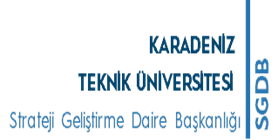 KARADENİZ
TEKNİK ÜNİVERSİTESİ
Strateji Geliştirme Daire Başkanlığı
SGDB